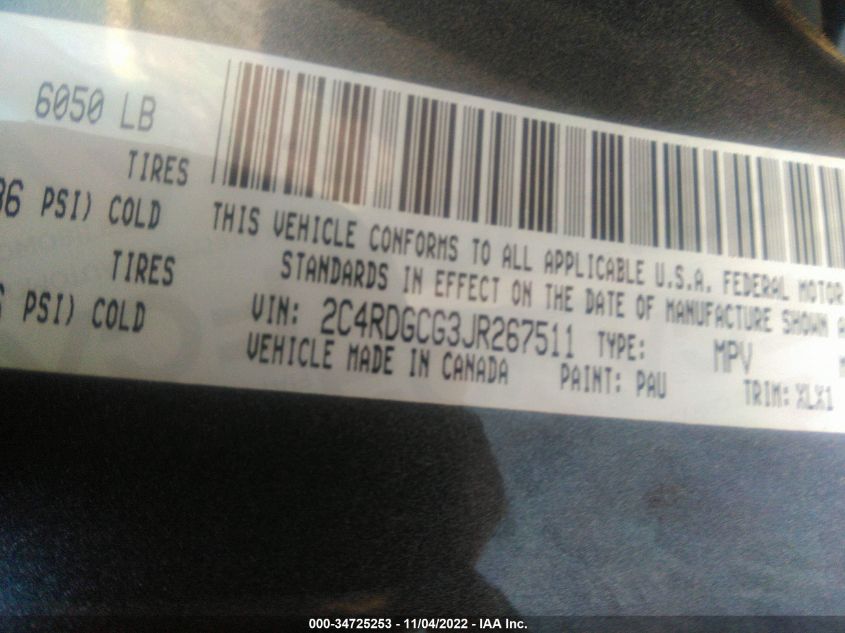 6050 LB
TIRES
36 PSI) COLD
TIRES
PSI) COLD
THIS VEHICLE CONFORMS TO ALL APPLICABLE U.S.A. FEDERAL MOTOR
STANDARDS IN EFFECT ON THE DATE OF MANUFACTURE SHOWN A
VIN: 2C4RDGCG3JR267511 TYPE: MPV
VEHICLE MADE IN CANADA PAINT: PAU TRIM: XLX1
000-34725253 - 11/04/2022 - IAA Inc.